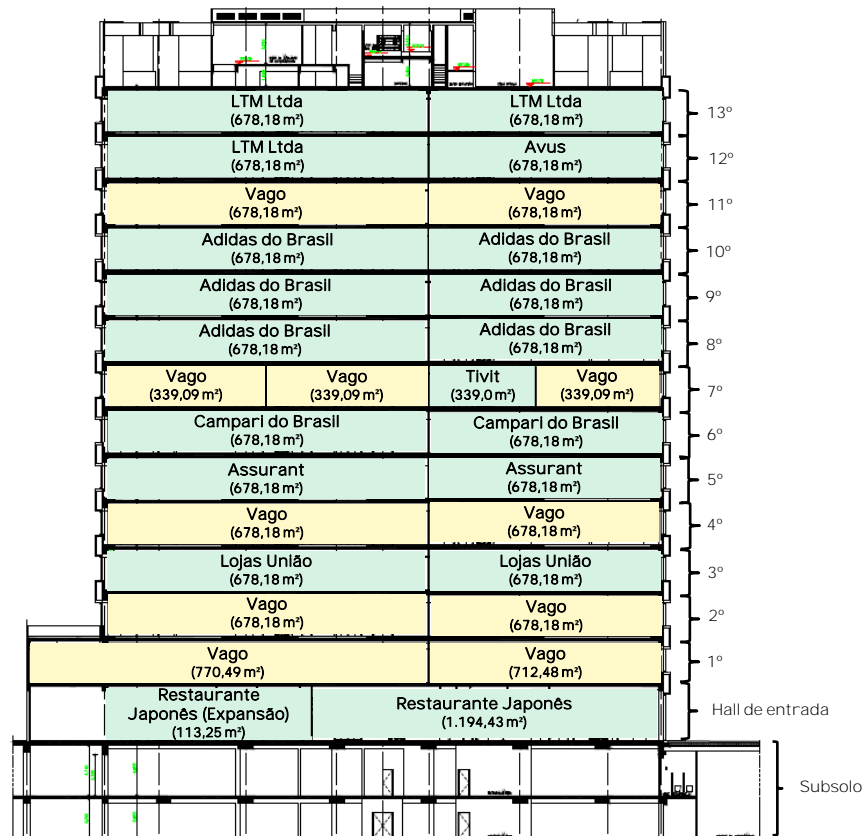 LTM Ltda
(678,18 m²)
LTM Ltda
(678,18 m²)
13º
LTM Ltda
(678,18 m²)
Avus
(678,18 m²)
12º
Vago
(678,18 m²)
Vago
(678,18 m²)
11º
Adidas do Brasil
(678,18 m²)
Adidas do Brasil
(678,18 m²)
10º
Adidas do Brasil
(678,18 m²)
Adidas do Brasil
(678,18 m²)
9º
Adidas do Brasil
(678,18 m²)
Adidas do Brasil
(678,18 m²)
8º
Vago
(339,09 m²)
Vago
(339,09 m²)
Tivit
(339,0 m²)
Vago
(339,09 m²)
7º
Campari do Brasil
(678,18 m²)
Campari do Brasil
(678,18 m²)
6º
Assurant
(678,18 m²)
Assurant
(678,18 m²)
5º
Vago
(678,18 m²)
Vago
(678,18 m²)
4º
Lojas União
(678,18 m²)
Lojas União
(678,18 m²)
3º
Vago
(678,18 m²)
Vago
(678,18 m²)
2º
Vago
(770,49 m²)
Vago
(712,48 m²)
1º
Restaurante
Japonês (Expansão)
(113,25 m²)
Restaurante Japonês
(1.194,43 m²)
Hall de entrada
Subsolo